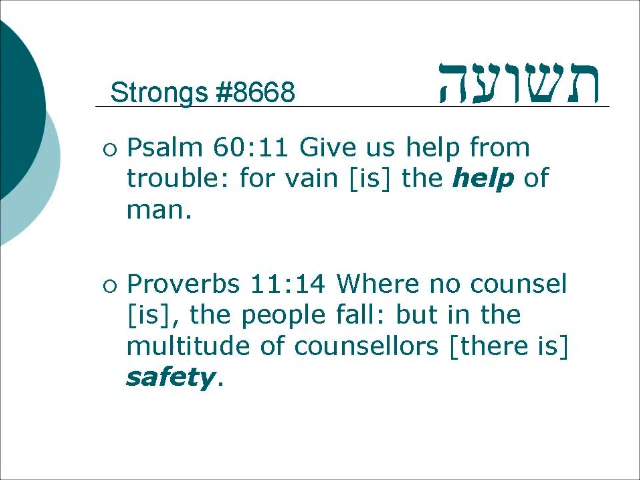 Strongs #8668 תשועה
○ Psalm 60:11 Give us help from
trouble: for vain [is] the help of
man.
○ Proverbs 11:14 Where no counsel
[is], the people fall: but in the
multitude of counsellors [there is]
safety.